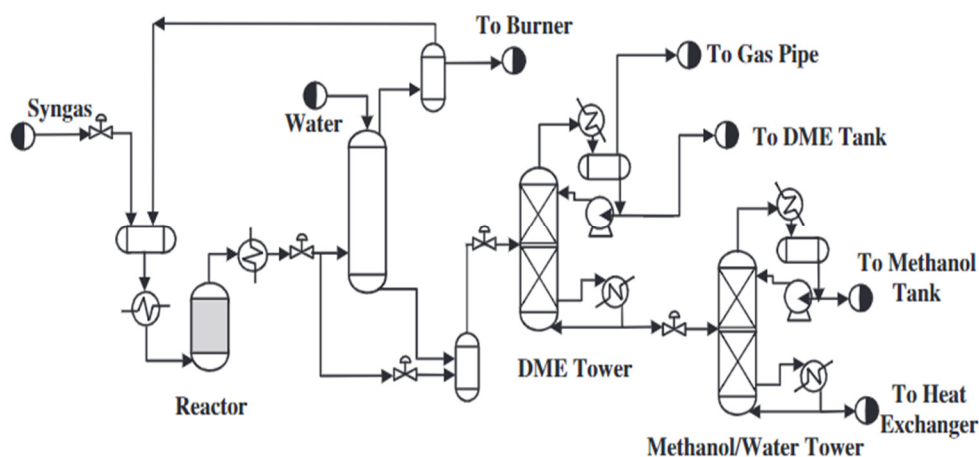 To Burner
To Gas Pipe
Syngas
Water
To DME Tank
To Methanol
Tank
DME Tower
Reactor
To Heat
Exchanger
Methanol/Water Tower